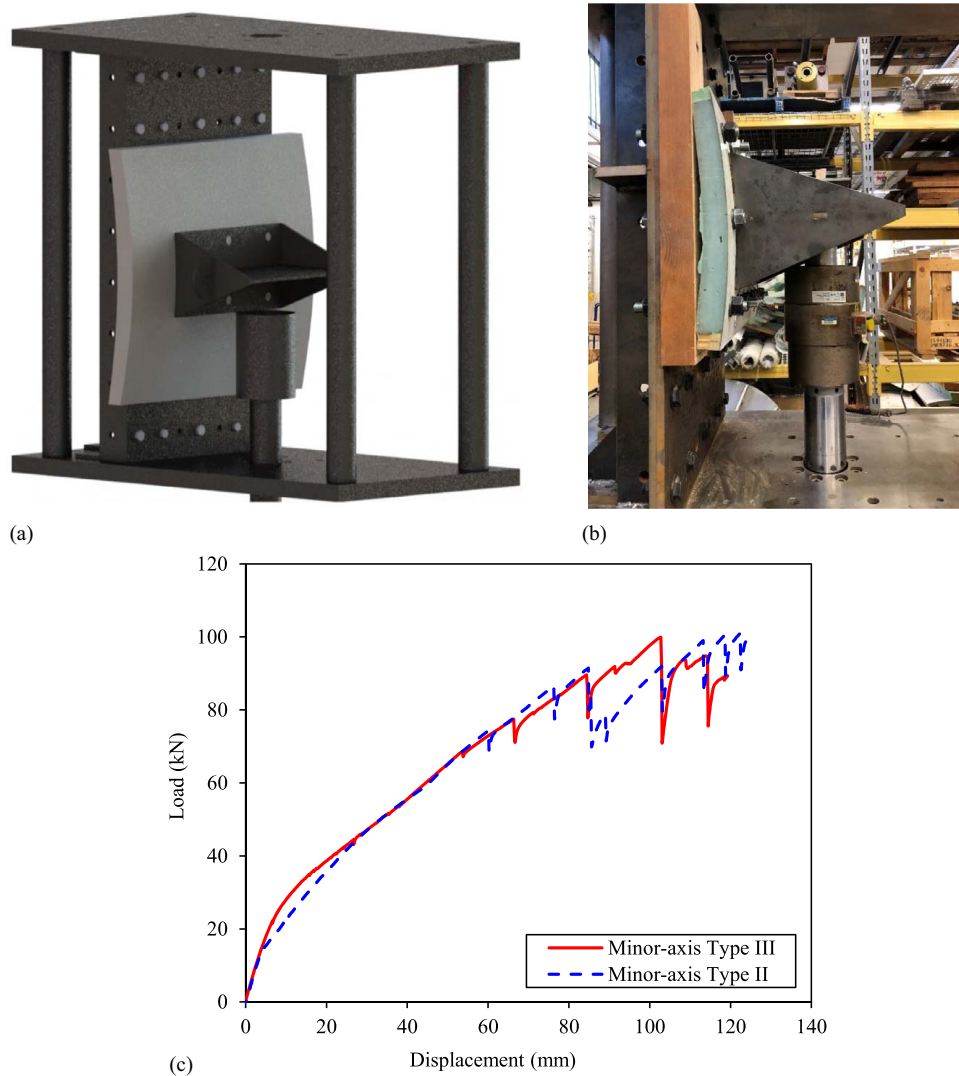 (a)
(b)
120
100
80
60
40
20
0
Load (kN)
0 20 40 60 80 100 120 140
Displacement (mm)
Minor-axis Type III
Minor-axis Type II
(c)